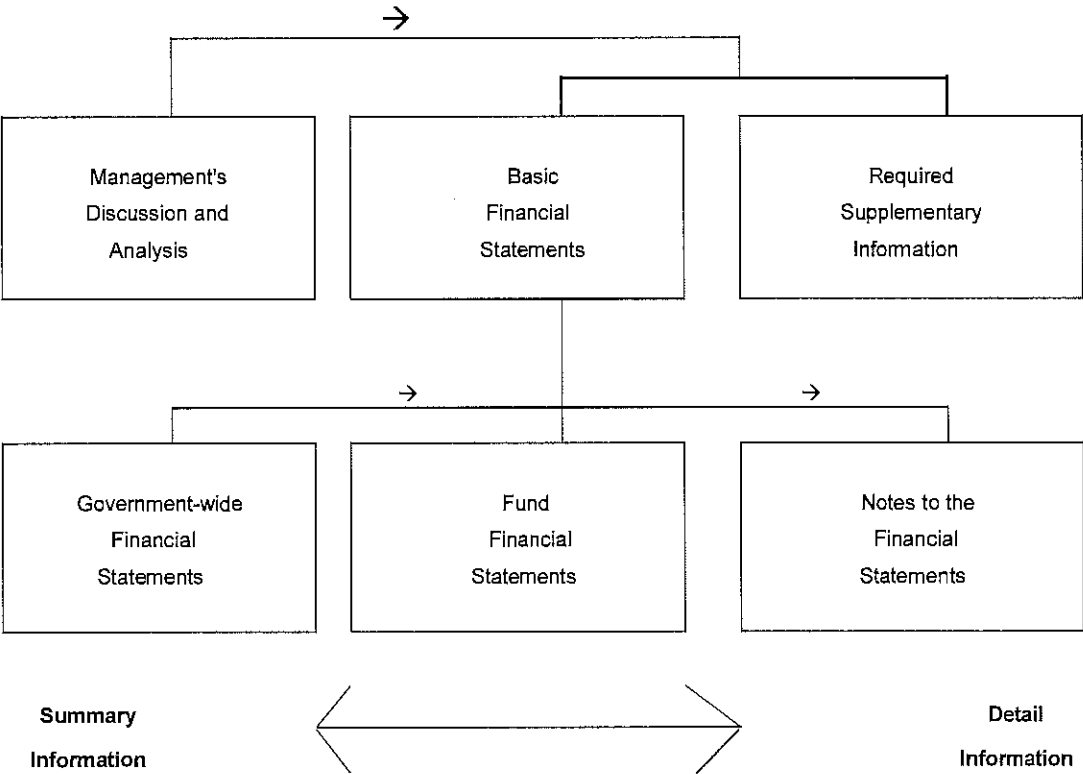 Management's
Discussion and
Analysis
Basic
Financial
Statements
Required
Supplementary
Information
Government-wide
Financial
Statements
Fund
Financial
Statements
Notes to the
Financial
Statements
Summary
Information
Detail
Information